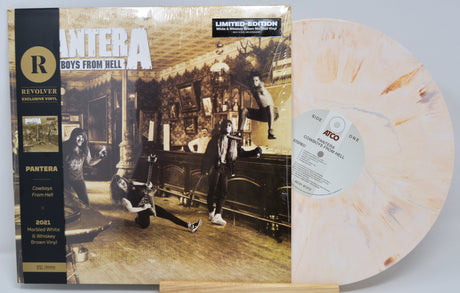 R
REVOLVER
EXCLUSIVE VINYL
PANTERA
Cowboys
From Hell
2021
Marbled White
& Whiskey
Brown Vinyl
PANTERA
COWBOYS FROM HELL
LIMITED-EDITION
White & Whiskey Brown Marbled Vinyl
SIDE ONE
ATCO
PANTERA
COWBOYS FROM HELL
STEREO